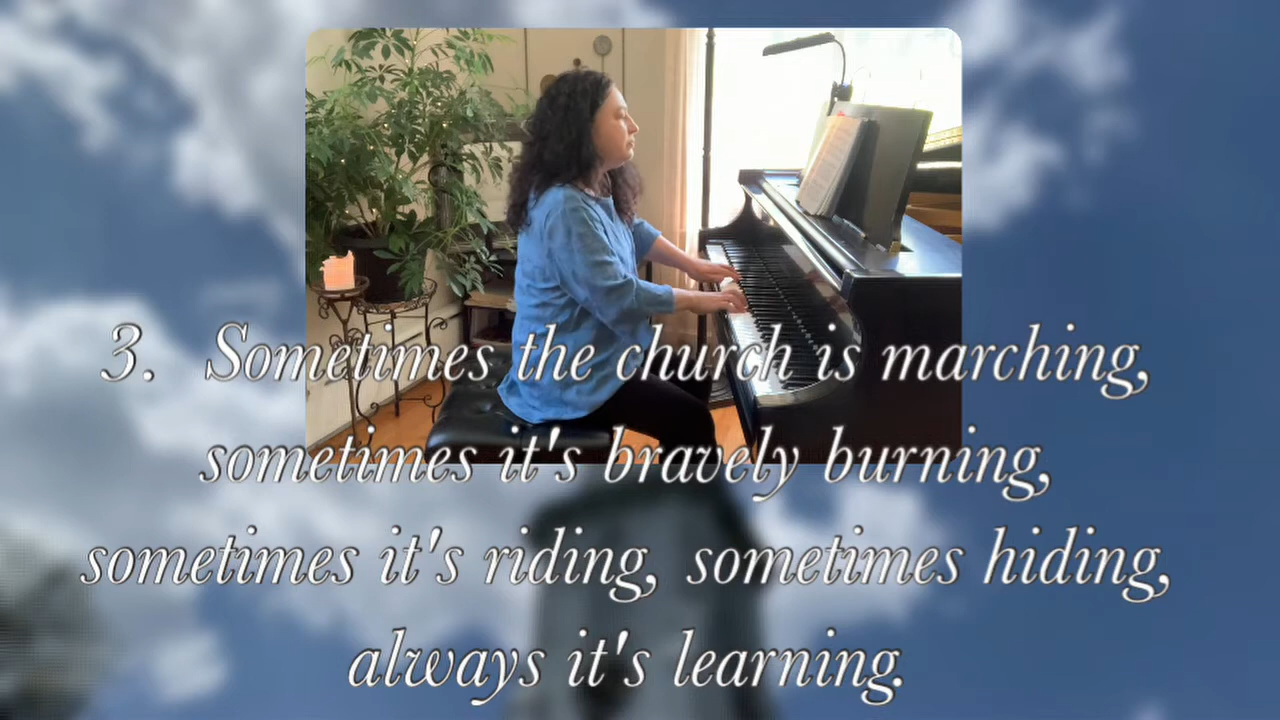 3. Sometimes the church is marching,
sometimes it's bravely burning,
sometimes it's riding, sometimes hiding,
always it's learning.